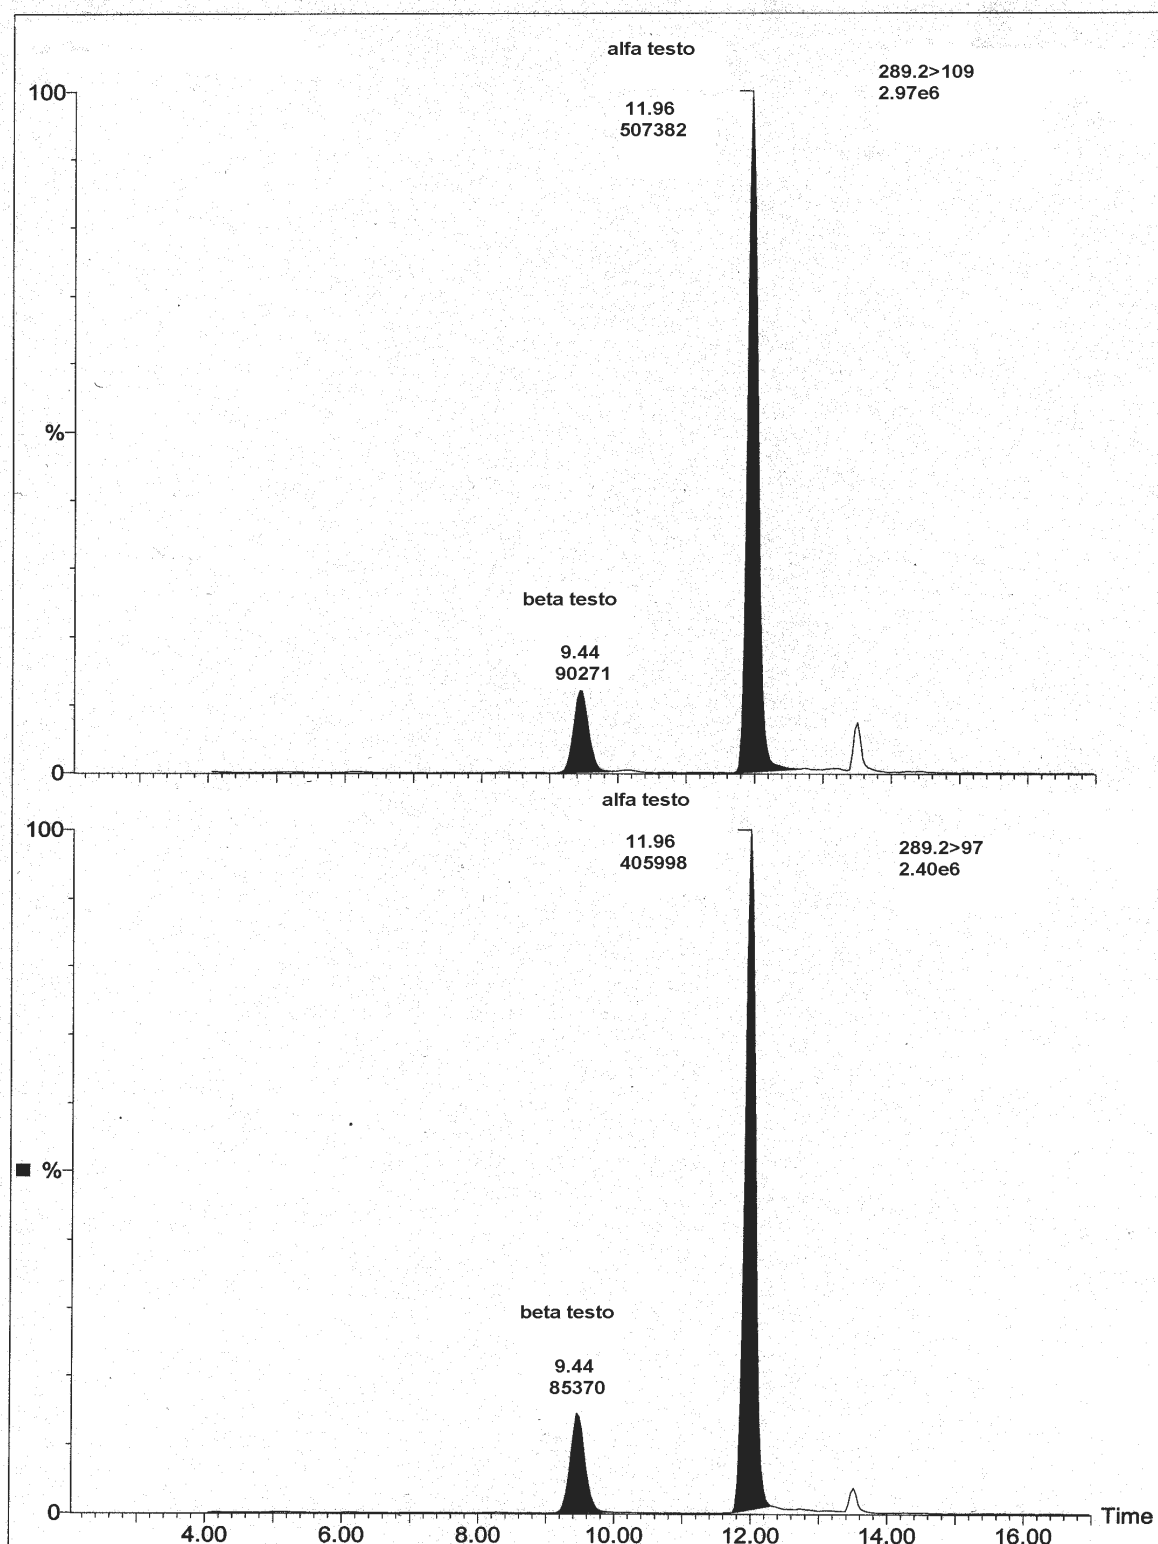 alfa testo
289.2>109
2.97e6
100
11.96
507382
%
beta testo
9.44
90271
0
alfa testo
100
11.96
405998
289.2>97
2.40e6
%
beta testo
9.44
85370
0
4.00 6.00 8.00 10.00 12.00 14.00 16.00 Time